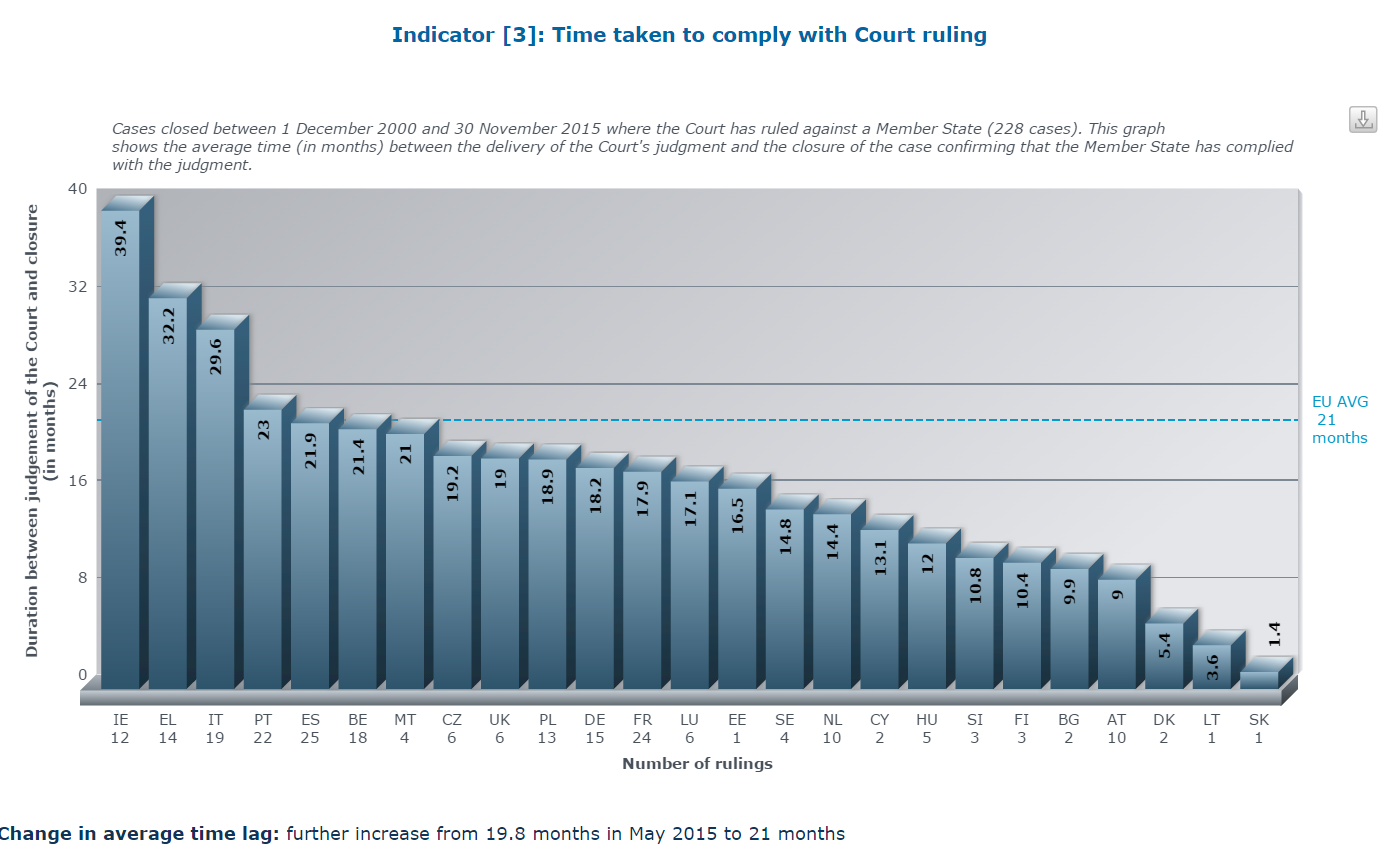 Indicator [3]: Time taken to comply with Court ruling
Cases closed between 1 December 2000 and 30 November 2015 where the Court has ruled against a Member State (228 cases). This graph
shows the average time (in months) between the delivery of the Court's judgment and the closure of the case confirming that the Member State has complied
with the judgment.
Duration between judgement of the Court and closure
(in months)
40
32
24
16
8
0
39.4
32.2
29.6
23
21.9
21.4
21
19.2
19
18.9
18.2
17.9
17.1
16.5
14.8
14.4
13.1
12
10.8
10.4
9.9
9
5.4
3.6
1.4
EU AVG
21
months
IE EL IT PT ES BE MT CZ UK PL DE FR LU EE SE NL CY HU SI FI BG AT DK LT SK
12 14 19 22 25 18 4 6 6 13 15 24 6 1 4 10 2 5 3 3 2 10 2 1 1
Number of rulings
Change in average time lag: further increase from 19.8 months in May 2015 to 21 months